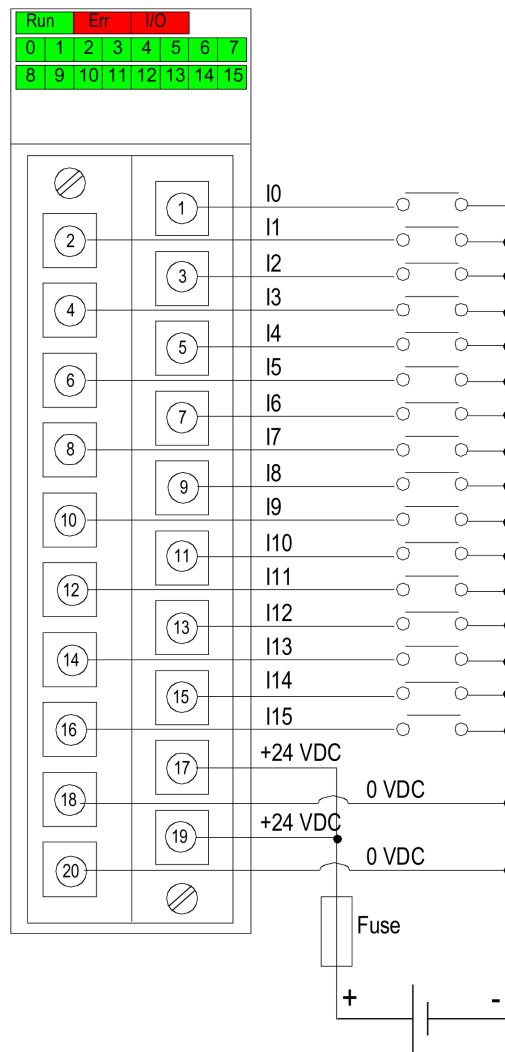 Run Err I/O
0 1 2 3 4 5 6 7
8 9 10 11 12 13 14 15
1 I0
2 I1
3 I2
4 I3
5 I4
6 I5
7 I6
8 I7
9 I8
10 I9
11 I10
12 I11
13 I12
14 I13
15 I14
16 I15
17 +24 VDC
18 0 VDC
19 +24 VDC
20 0 VDC
Fuse
+ -